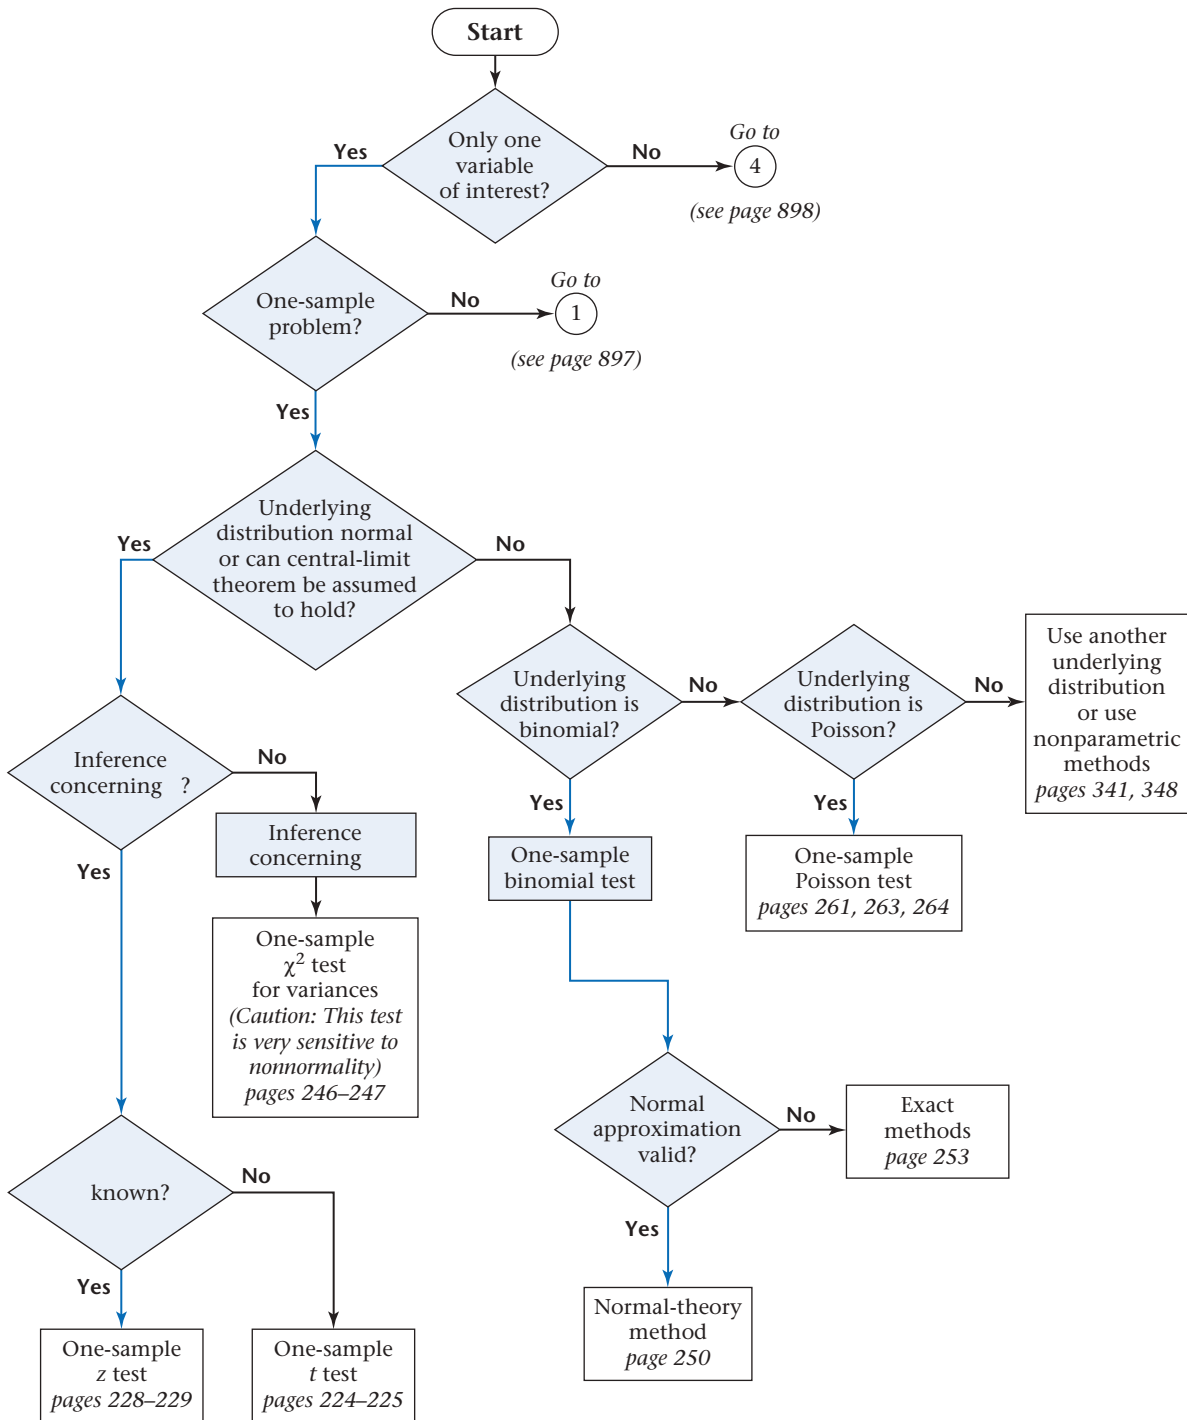 Start
Only one
variable
of interest?
Yes
No
Go to
4
(see page 898)
One-sample
problem?
No
Go to
1
(see page 897)
Yes
Underlying
distribution normal
or can central-limit
theorem be assumed
to hold?
Yes
No
Underlying
distribution is
binomial?
No
Underlying
distribution is
Poisson?
No
Use another
underlying
distribution
or use
nonparametric
methods
pages 341, 348
Inference
concerning ?
No
Inference
concerning
Yes
Yes
One-sample
binomial test
Yes
One-sample
Poisson test
pages 261, 263, 264
One-sample
χ² test
for variances
(Caution: This test
is very sensitive to
nonnormality)
pages 246–247
Normal
approximation
valid?
No
Exact
methods
page 253
known?
No
Yes
Yes
Normal-theory
method
page 250
One-sample
z test
pages 228–229
One-sample
t test
pages 224–225